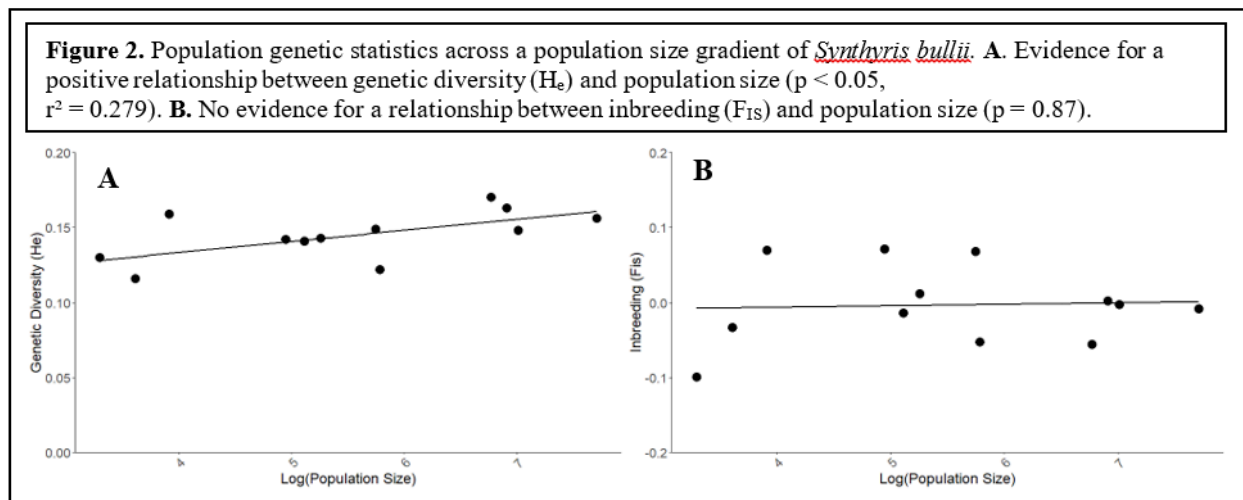 Figure 2. Population genetic statistics across a population size gradient of Synthyris bullii. A. Evidence for a
positive relationship between genetic diversity (He) and population size (p < 0.05,
r² = 0.279). B. No evidence for a relationship between inbreeding (FIS) and population size (p = 0.87).
A
Genetic Diversity (He)
0.20
0.15
0.10
0.05
0.00
4
5
6
7
Log(Population Size)
B
Inbreeding (Fis)
0.2
0.1
0.0
-0.1
-0.2
4
5
6
7
Log(Population Size)